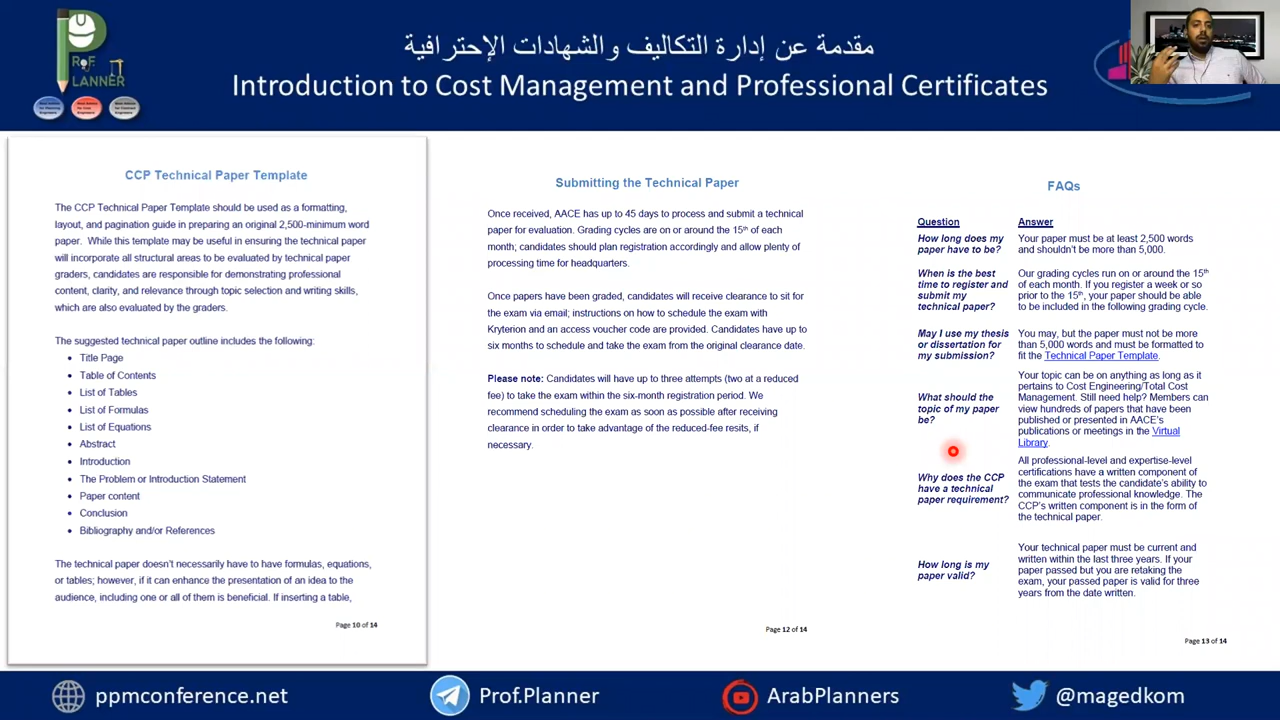 مقدمة عن إدارة التكاليف والشهادات الإحترافية
Introduction to Cost Management and Professional Certificates
Prof
PLANNER
CCP Technical Paper Template
The CCP Technical Paper Template should be used as a formatting,
layout, and pagination guide in preparing an original 2,500-minimum word
paper. While this template may be useful in ensuring the technical paper
will incorporate all structural areas to be evaluated by technical paper
graders, candidates are responsible for demonstrating professional
content, clarity, and relevance through topic selection and writing skills,
which are also evaluated by the graders.
The suggested technical paper outline includes the following:
• Title Page
• Table of Contents
• List of Tables
• List of Formulas
• List of Equations
• Abstract
• Introduction
• The Problem or Introduction Statement
• Paper content
• Conclusion
• Bibliography and/or References
The technical paper doesn't necessarily have to have formulas, equations,
or tables; however, if it can enhance the presentation of an idea to the
audience, including one or all of them is beneficial. If inserting a table,
Page 10 of 14
Submitting the Technical Paper
Once received, AACE has up to 45 days to process and submit a technical
paper for evaluation. Grading cycles are on or around the 15th of each
month; candidates should plan registration accordingly and allow plenty of
processing time for headquarters.
Once papers have been graded, candidates will receive clearance to sit for
the exam via email; instructions on how to schedule the exam with
Kryterion and an access voucher code are provided. Candidates have up to
six months to schedule and take the exam from the original clearance date.
Please note: Candidates will have up to three attempts (two at a reduced
fee) to take the exam within the six-month registration period. We
recommend scheduling the exam as soon as possible after receiving
clearance in order to take advantage of the reduced-fee resits, if
necessary.
Page 12 of 14
FAQs
Question Answer
How long does my
paper have to be?
Your paper must be at least 2,500 words
and shouldn't be more than 5,000.
When is the best
time to register and
submit my
technical paper?
Our grading cycles run on or around the 15th
of each month. If you register a week or so
prior to the 15th, your paper should be able
to be included in the following grading cycle.
May I use my thesis
or dissertation for
my submission?
You may, but the paper must not be more
than 5,000 words and must be formatted to
fit the Technical Paper Template.
What should the
topic of my paper
be?
Your topic can be on anything as long as it
pertains to Cost Engineering/Total Cost
Management. Still need help? Members can
view hundreds of papers that have been
published or presented in AACE's
publications or meetings in the Virtual
Library.
Why does the CCP
have a technical
paper requirement?
All professional-level and expertise-level
certifications have a written component of
the exam that tests the candidate's ability to
communicate professional knowledge. The
CCP's written component is in the form of
the technical paper.
How long is my
paper valid?
Your technical paper must be current and
written within the last three years. If your
paper passed but you are retaking the
exam, your passed paper is valid for three
years from the date written.
Page 13 of 14
ppmconference.net
Prof.Planner
ArabPlanners
@magedkom